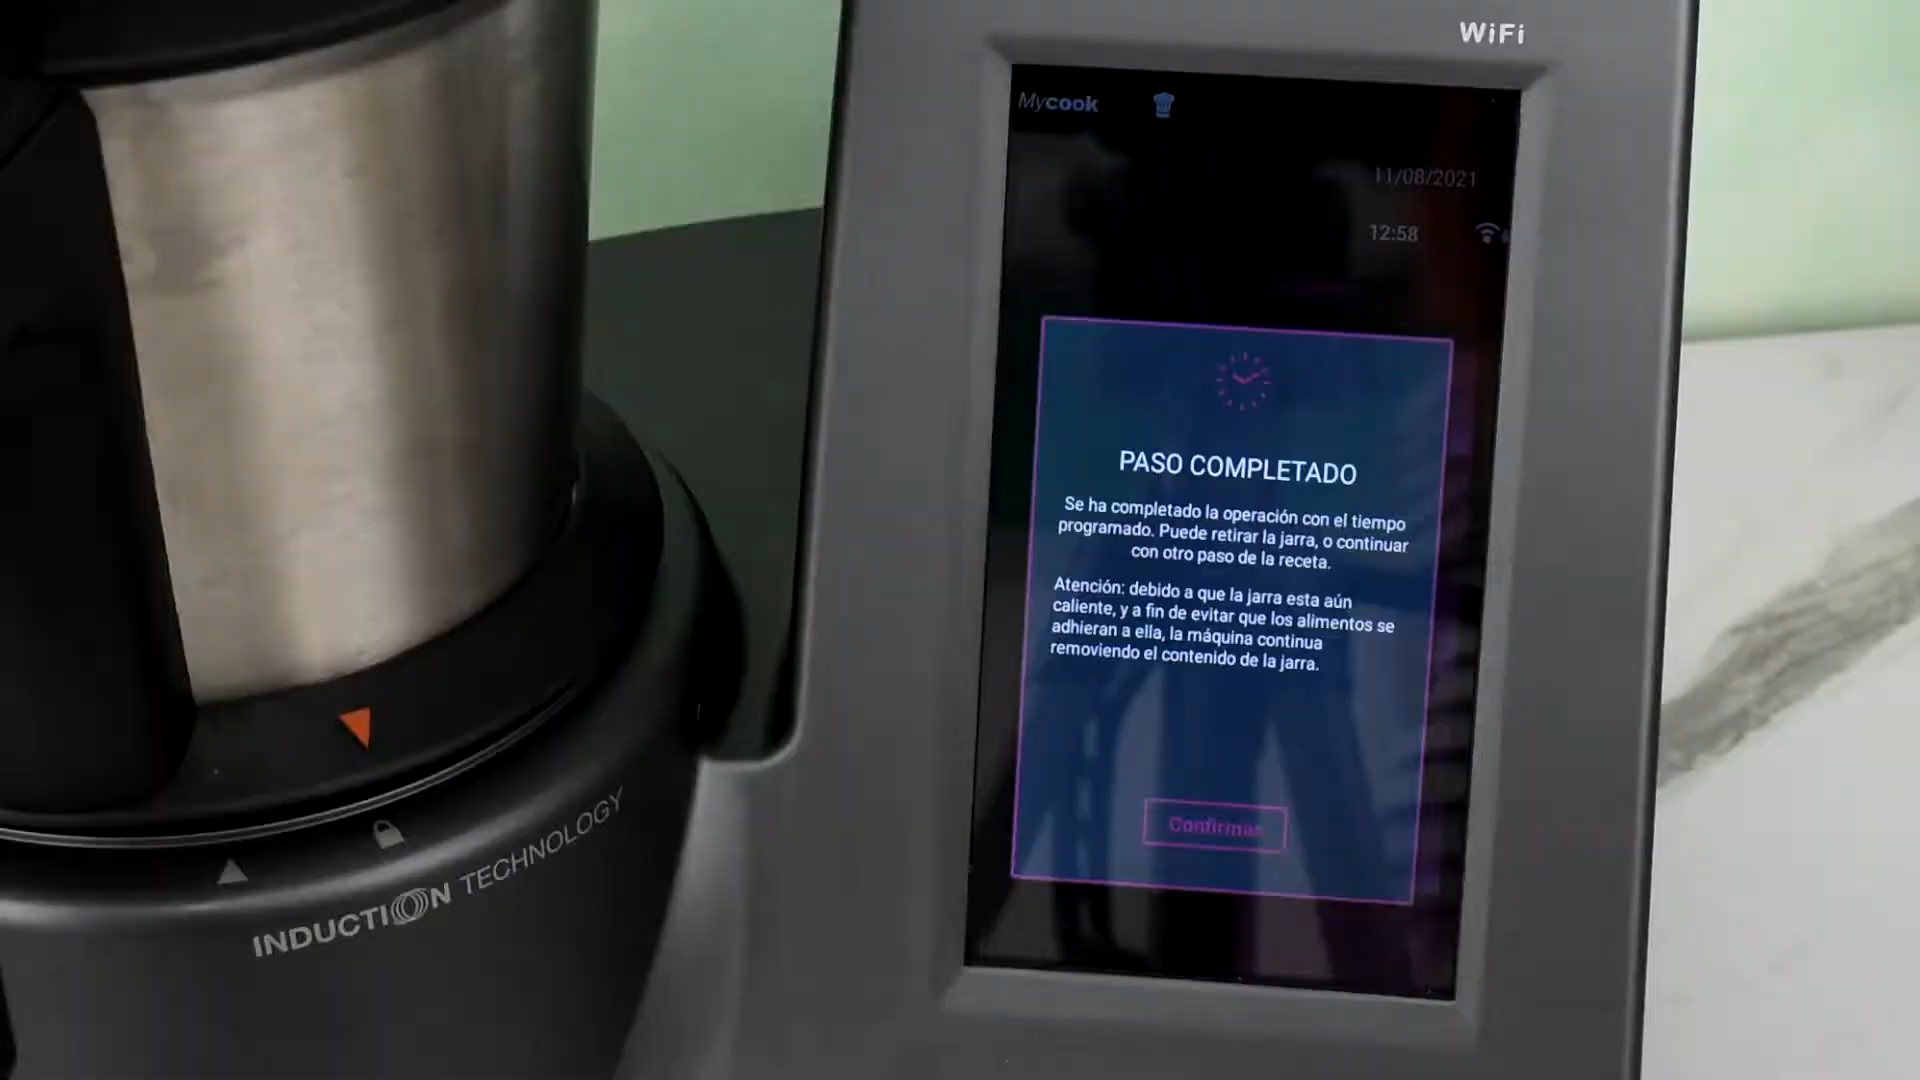 WiFi
Mycook
11/08/2021
12:58
PASO COMPLETADO
Se ha completado la operación con el tiempo
programado. Puede retirar la jarra, o continuar
con otro paso de la receta.
Atención: debido a que la jarra esta aún
caliente, y a fin de evitar que los alimentos se
adhieran a ella, la máquina continua
removiendo el contenido de la jarra.
Confirmar
INDUCTION TECHNOLOGY